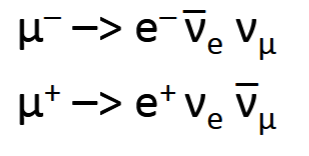 μ⁻ –> e⁻ ν̅ₑ ν_μ
μ⁺ –> e⁺ νₑ ν̅_μ